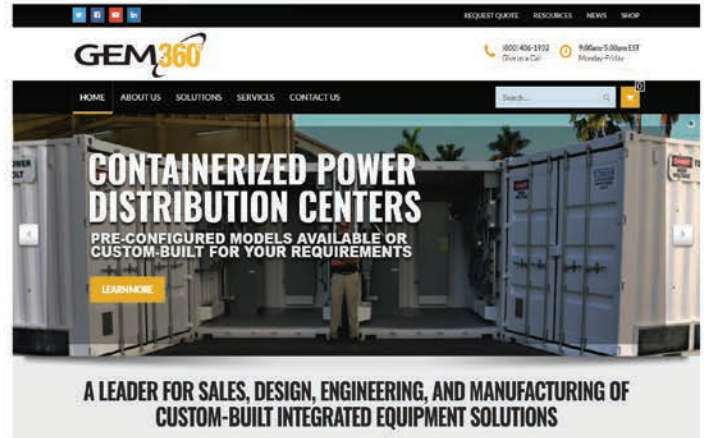 REQUEST QUOTE RESOURCES NEWS SHOP
GEM360°
(800) 436-1932
Give us a Call
9:00am-5:00pm EST
Monday-Friday
HOME ABOUT US SOLUTIONS SERVICES CONTACT US
Search...
0
CONTAINERIZED POWER
DISTRIBUTION CENTERS
PRE-CONFIGURED MODELS AVAILABLE OR
CUSTOM-BUILT FOR YOUR REQUIREMENTS
LEARN MORE
A LEADER FOR SALES, DESIGN, ENGINEERING, AND MANUFACTURING OF
CUSTOM-BUILT INTEGRATED EQUIPMENT SOLUTIONS